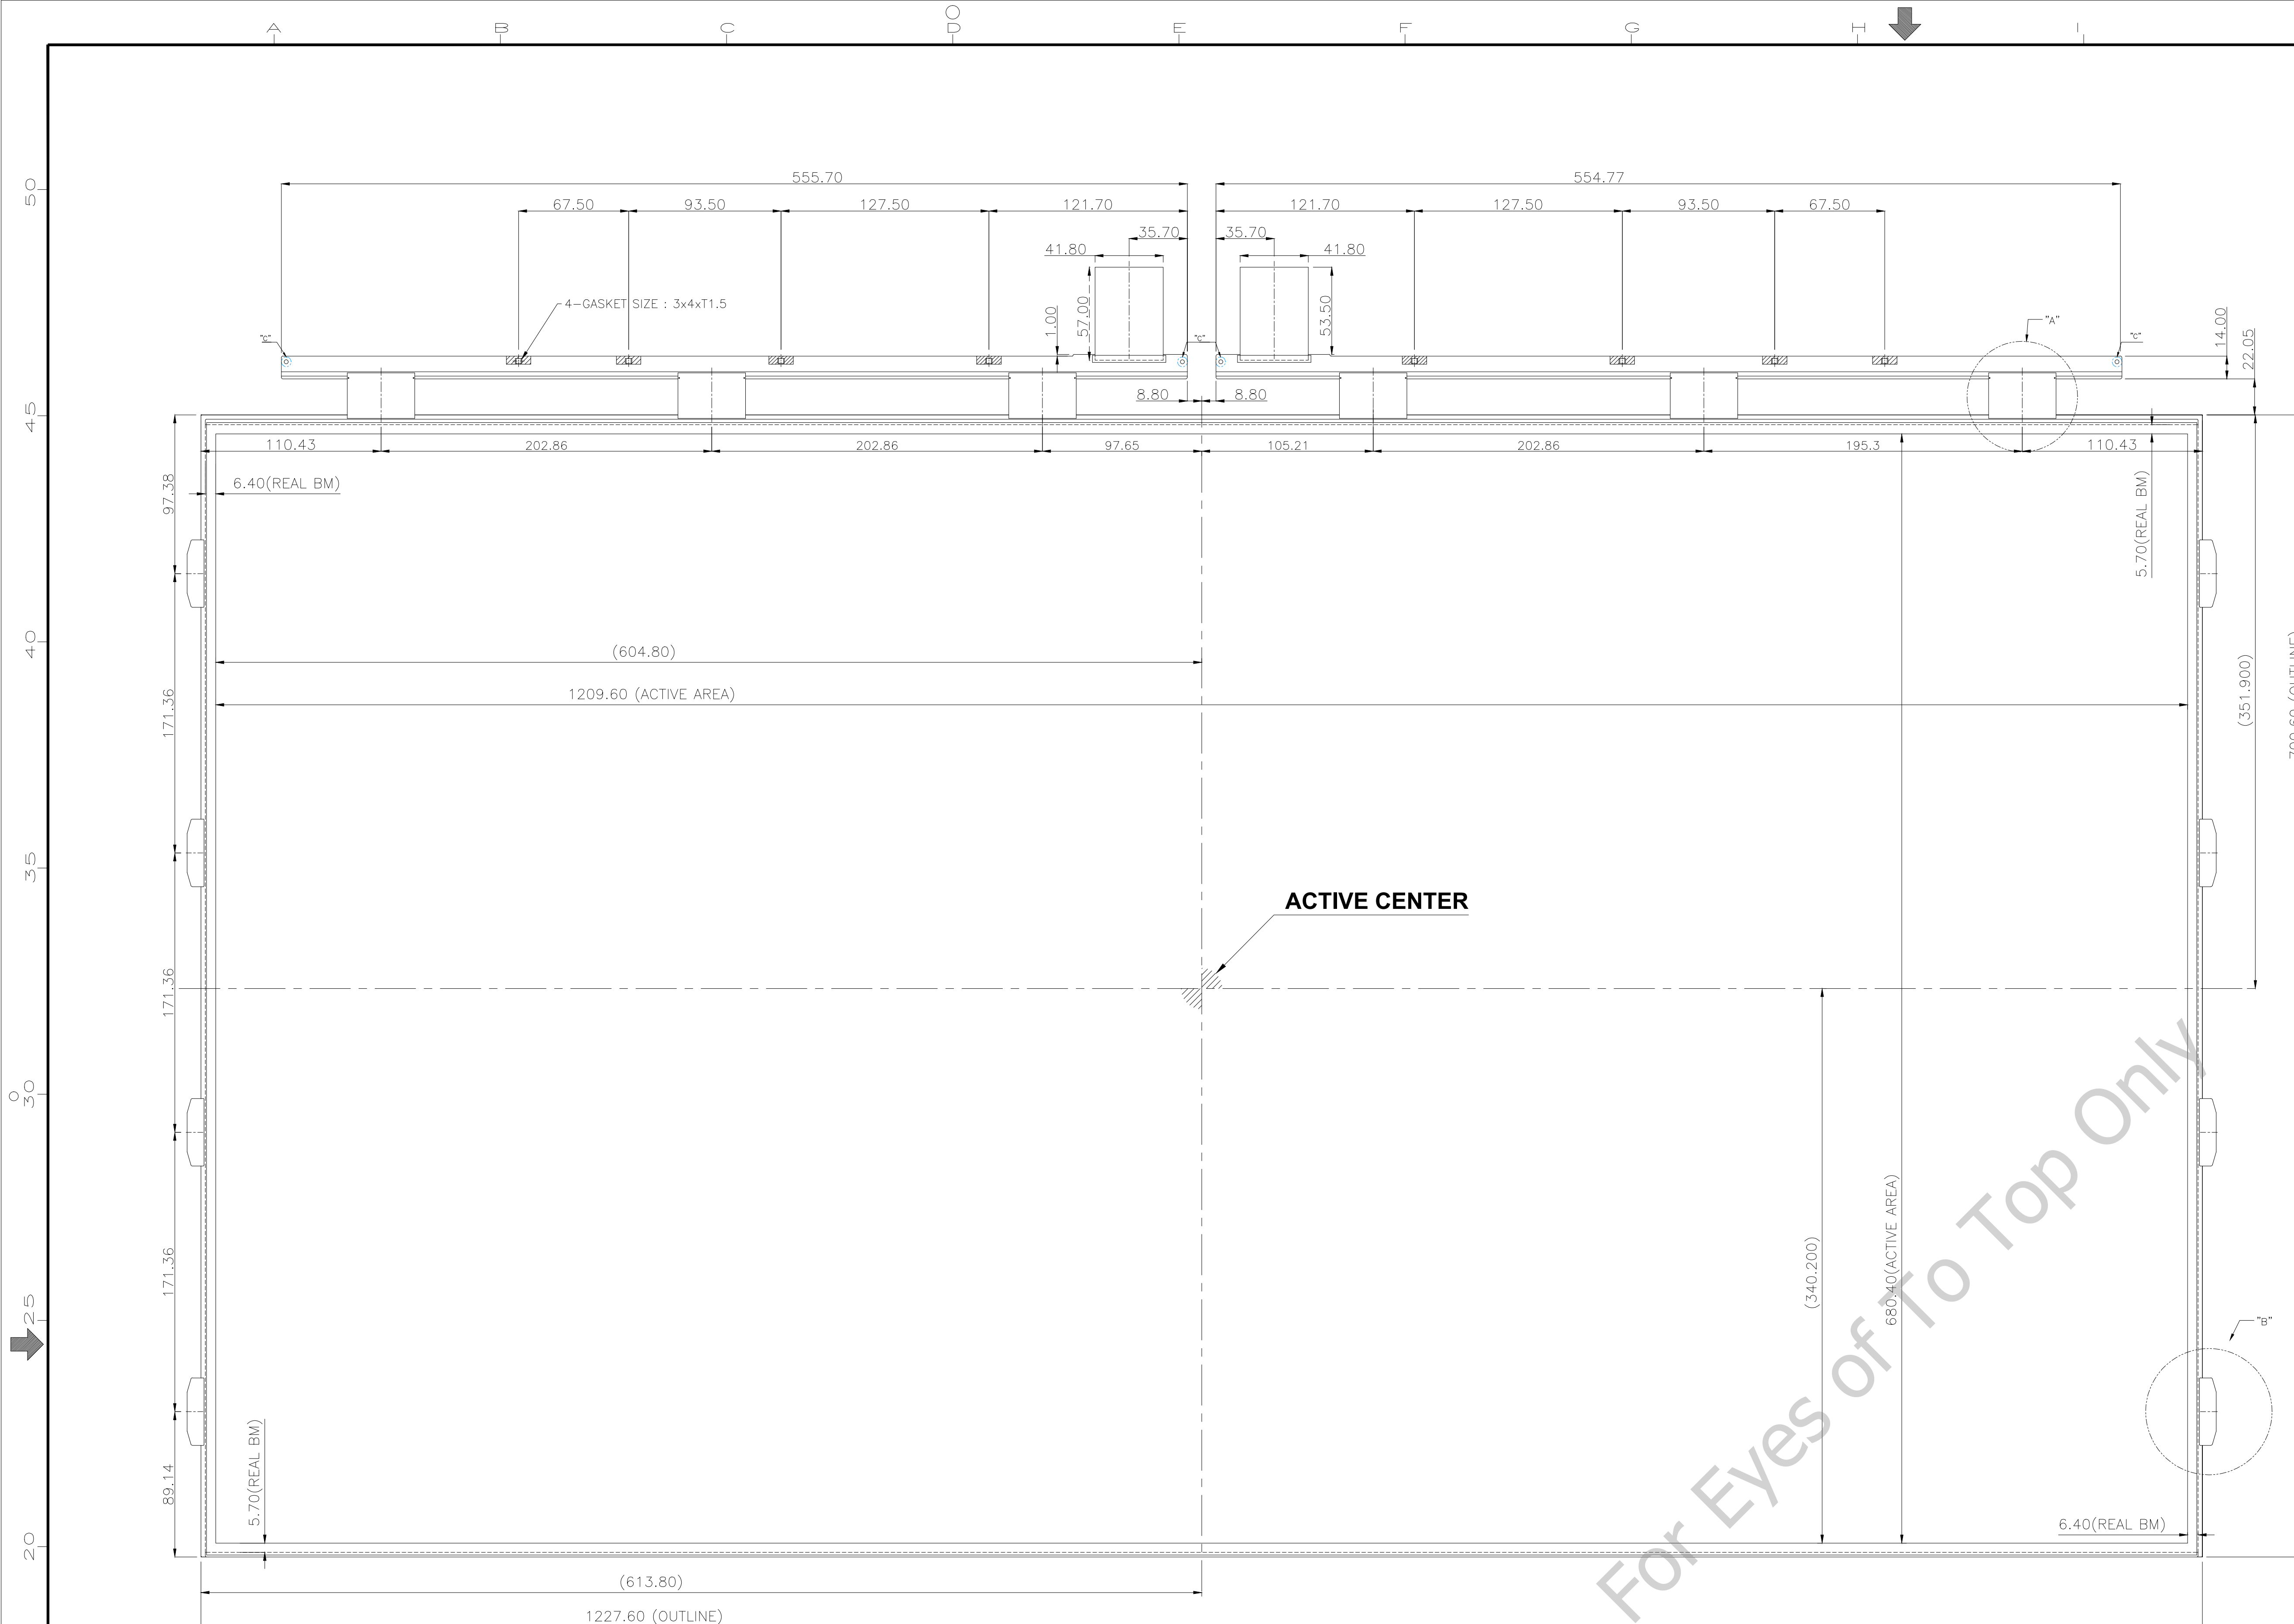 A B C D E F G H I
50
45
40
35
30
25
20
555.70
554.77
67.50
93.50
127.50
121.70
121.70
127.50
93.50
67.50
35.70
35.70
41.80
41.80
4-GASKET SIZE : 3x4xT1.5
1.00
57.00
53.50
"C"
"C"
"A"
"C"
14.00
22.05
8.80
8.80
110.43
202.86
202.86
97.65
105.21
202.86
195.3
110.43
97.38
6.40(REAL BM)
5.70(REAL BM)
(604.80)
1209.60 (ACTIVE AREA)
171.36
(351.900)
ACTIVE CENTER
171.36
171.36
(340.200)
680.40(ACTIVE AREA)
"B"
89.14
5.70(REAL BM)
6.40(REAL BM)
(613.80)
1227.60 (OUTLINE)
For Eyes of To Top Only